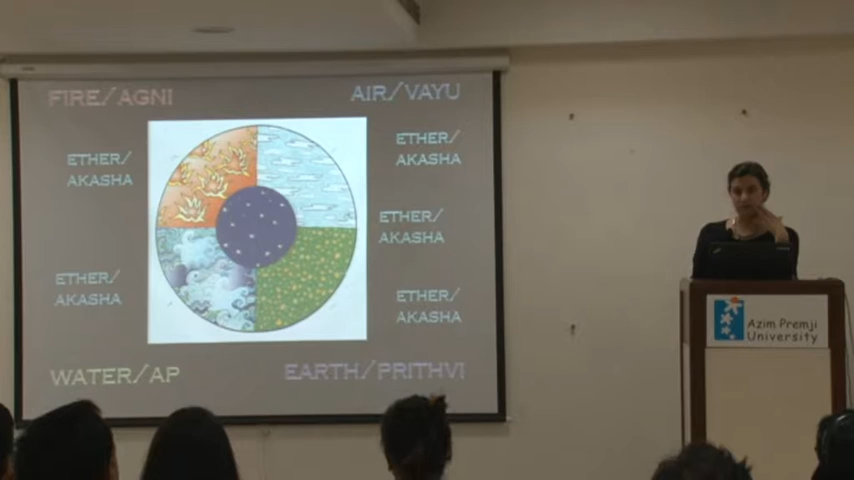 FIRE/AGNI
AIR/VAYU
ETHER/
AKASHA
ETHER/
AKASHA
ETHER/
AKASHA
ETHER/
AKASHA
ETHER/
AKASHA
WATER/AP
EARTH/PRITHVI
Azim Premji
University